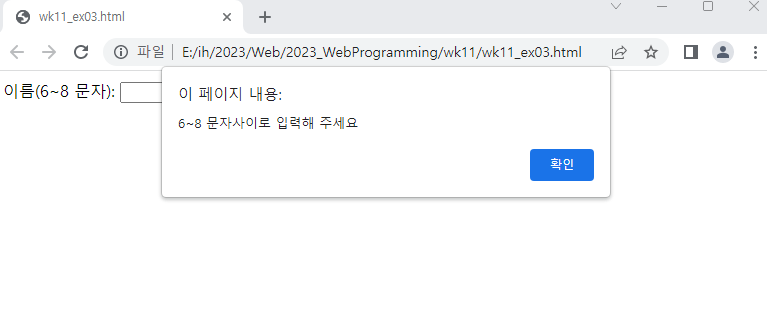 wk11_ex03.html
파일 E:/ih/2023/Web/2023_WebProgramming/wk11/wk11_ex03.html
이름(6~8 문자):
이 페이지 내용:
6~8 문자사이로 입력해 주세요
확인